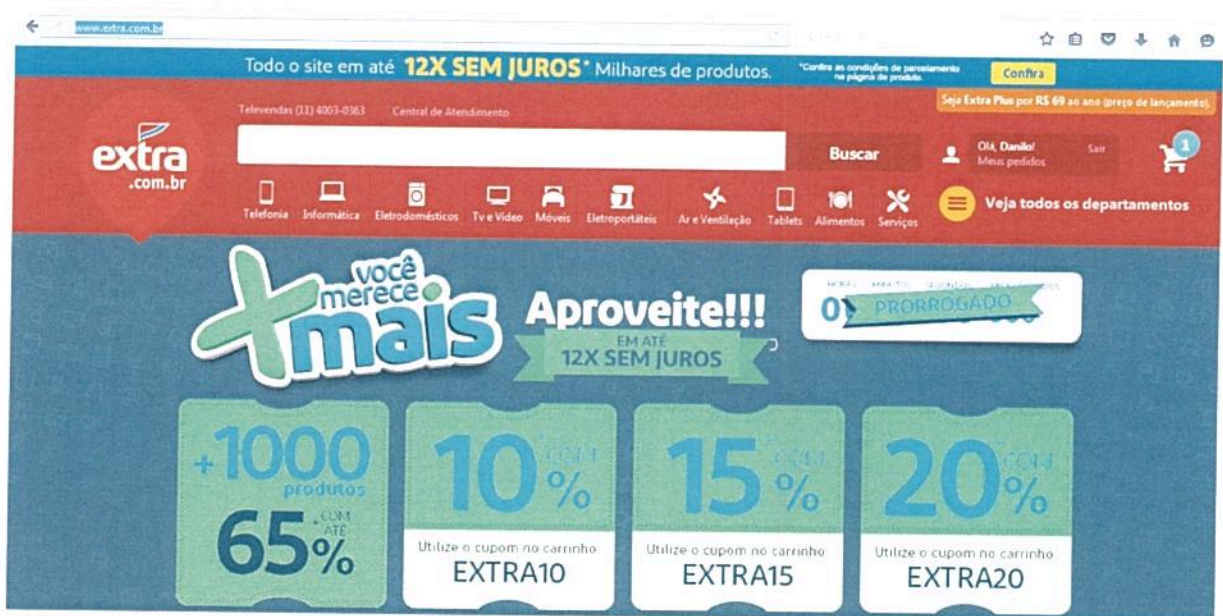 www.extra.com.br
Todo o site em até 12X SEM JUROS* Milhares de produtos.
*Confira as condições de parcelamento
na página de produto.
Confira
Televendas (11) 4003-0363 Central de Atendimento
Seja Extra Plus por R$ 69 ao ano (preço de lançamento).
extra
.com.br
Buscar
Olá, Danilo! Sair
Meus pedidos
1
Telefonia Informática Eletrodomésticos Tv e Vídeo Móveis Eletroportáteis Ar e Ventilação Tablets Alimentos Serviços
Veja todos os departamentos
você
merece
+mais
Aproveite!!!
EM ATÉ
12X SEM JUROS
PRORROGADO
+1000
produtos
COM
ATÉ
65%
10%
COM
Utilize o cupom no carrinho
EXTRA10
15%
COM
Utilize o cupom no carrinho
EXTRA15
20%
COM
Utilize o cupom no carrinho
EXTRA20